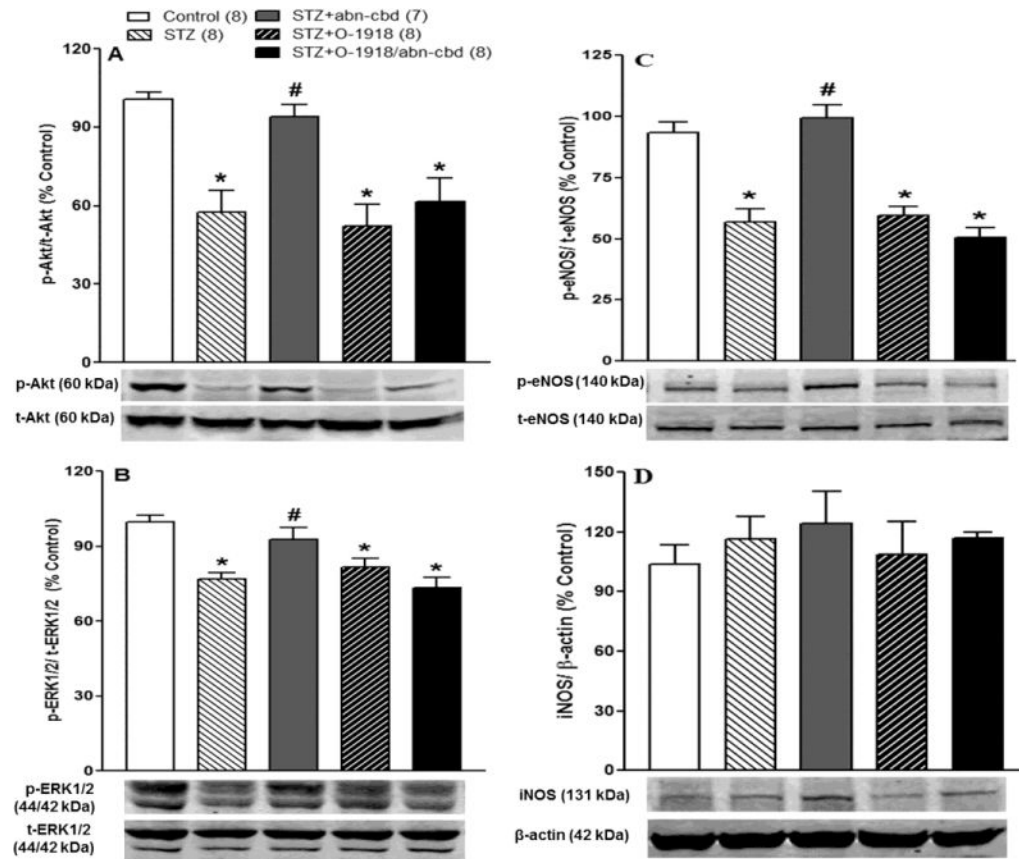 Control (8)
STZ (8)
STZ+abn-cbd (7)
STZ+O-1918 (8)
STZ+O-1918/abn-cbd (8)
A
p-Akt/t-Akt (% Control)
120
90
60
30
0
*
#
*
*
p-Akt (60 kDa)
t-Akt (60 kDa)
C
p-eNOS/ t-eNOS (% Control)
125
100
75
50
25
0
*
#
*
*
p-eNOS (140 kDa)
t-eNOS (140 kDa)
B
p-ERK1/2/ t-ERK1/2 (% Control)
120
90
60
30
0
*
#
*
*
p-ERK1/2
(44/42 kDa)
t-ERK1/2
(44/42 kDa)
D
iNOS/ β-actin (% Control)
150
120
90
60
30
0
iNOS (131 kDa)
β-actin (42 kDa)